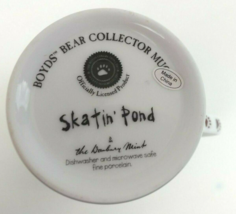 BOYDS™ BEAR COLLECTOR MUG
Officially Licensed Product
Made in
China
Skatin' Pond
&
the Danbury Mint
Dishwasher and microwave safe
fine porcelain.